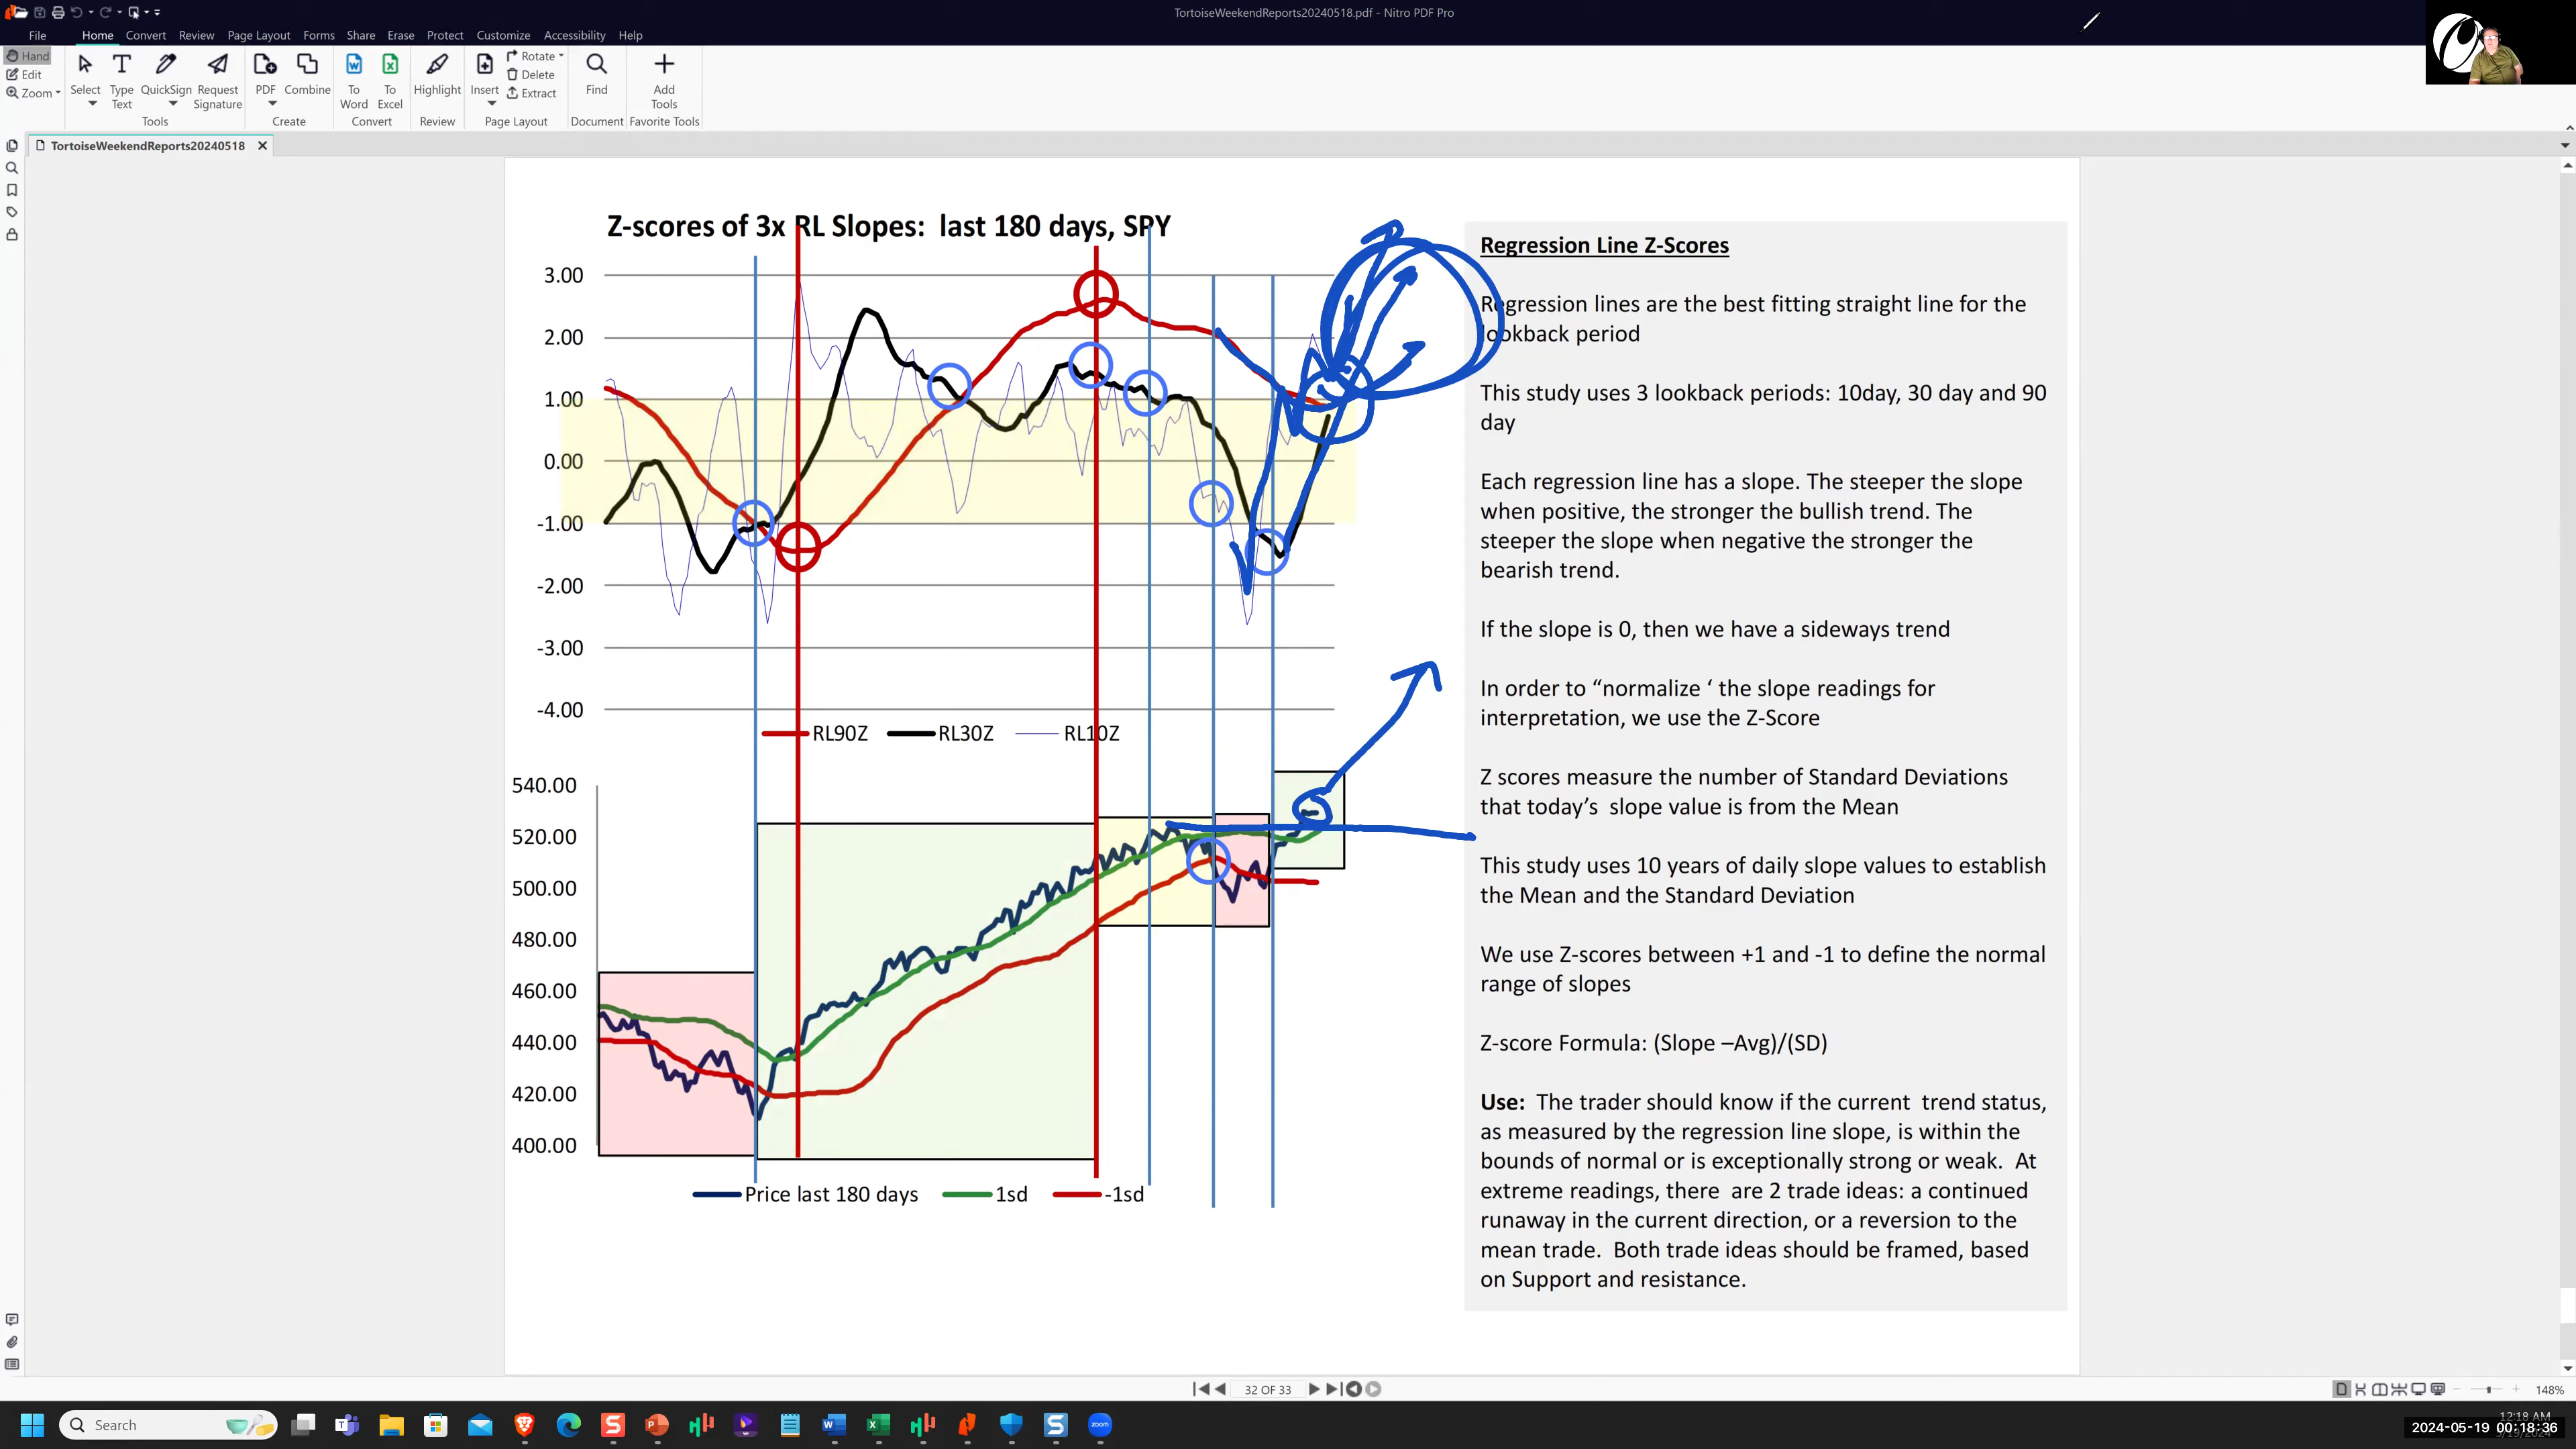 TortoiseWeekendReports20240518.pdf - Nitro PDF Pro
File Home Convert Review Page Layout Forms Share Erase Protect Customize Accessibility Help
Hand
Edit
Zoom
Select
Type Text
QuickSign
Request Signature
Tools
PDF
Combine
Create
To Word
To Excel
Convert
Highlight
Review
Insert
Rotate
Delete
Extract
Page Layout
Find
Document
Add Tools
Favorite Tools
TortoiseWeekendReports20240518
Z-scores of 3x RL Slopes: last 180 days, SPY
3.00
2.00
1.00
0.00
-1.00
-2.00
-3.00
-4.00
RL90Z RL30Z RL10Z
540.00
520.00
500.00
480.00
460.00
440.00
420.00
400.00
Price last 180 days 1sd -1sd
Regression Line Z-Scores
Regression lines are the best fitting straight line for the
lookback period
This study uses 3 lookback periods: 10day, 30 day and 90
day
Each regression line has a slope. The steeper the slope
when positive, the stronger the bullish trend. The
steeper the slope when negative the stronger the
bearish trend.
If the slope is 0, then we have a sideways trend
In order to “normalize ‘ the slope readings for
interpretation, we use the Z-Score
Z scores measure the number of Standard Deviations
that today’s slope value is from the Mean
This study uses 10 years of daily slope values to establish
the Mean and the Standard Deviation
We use Z-scores between +1 and -1 to define the normal
range of slopes
Z-score Formula: (Slope –Avg)/(SD)
Use: The trader should know if the current trend status,
as measured by the regression line slope, is within the
bounds of normal or is exceptionally strong or weak. At
extreme readings, there are 2 trade ideas: a continued
runaway in the current direction, or a reversion to the
mean trade. Both trade ideas should be framed, based
on Support and resistance.
32 OF 33
148%
Search
zoom
12:18 AM
2024-05-19 00:18:36